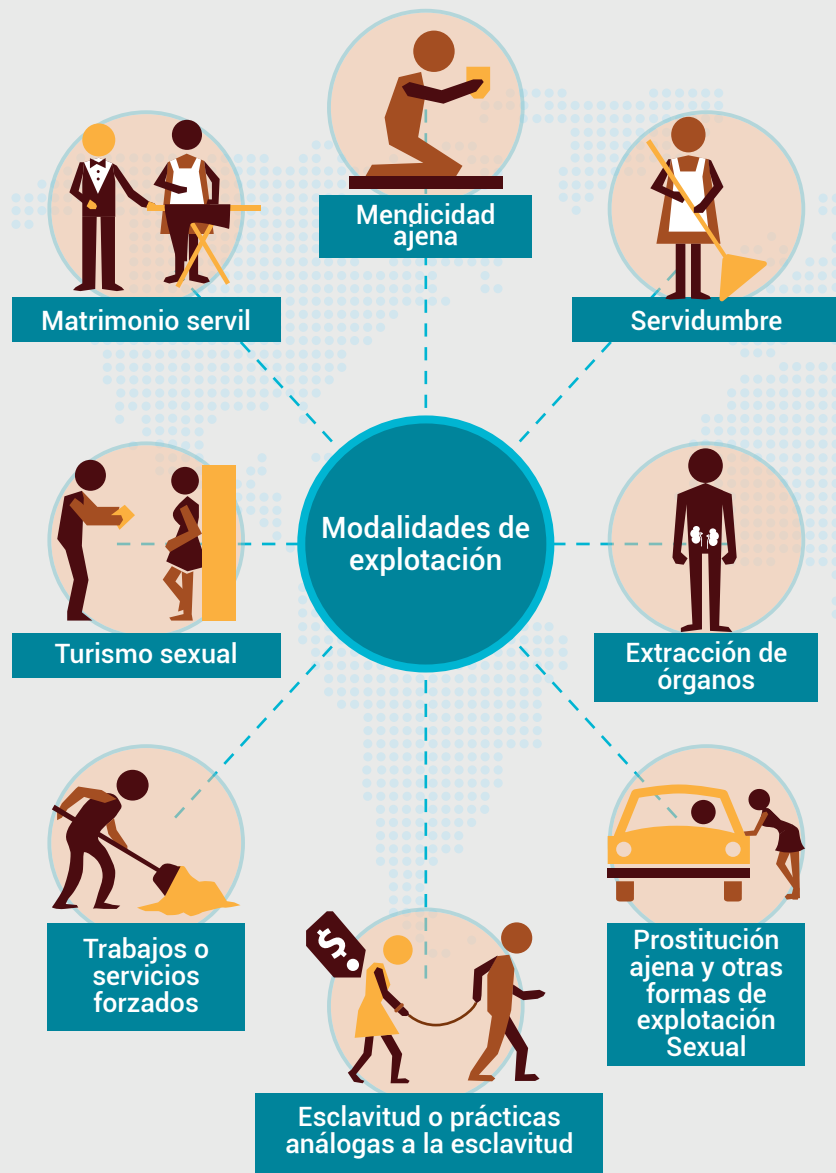 Mendicidad
ajena
Matrimonio servil
Servidumbre
Modalidades de
explotación
Turismo sexual
Extracción de
órganos
Trabajos o
servicios
forzados
$
Prostitución
ajena y otras
formas de
explotación
Sexual
Esclavitud o prácticas
análogas a la esclavitud